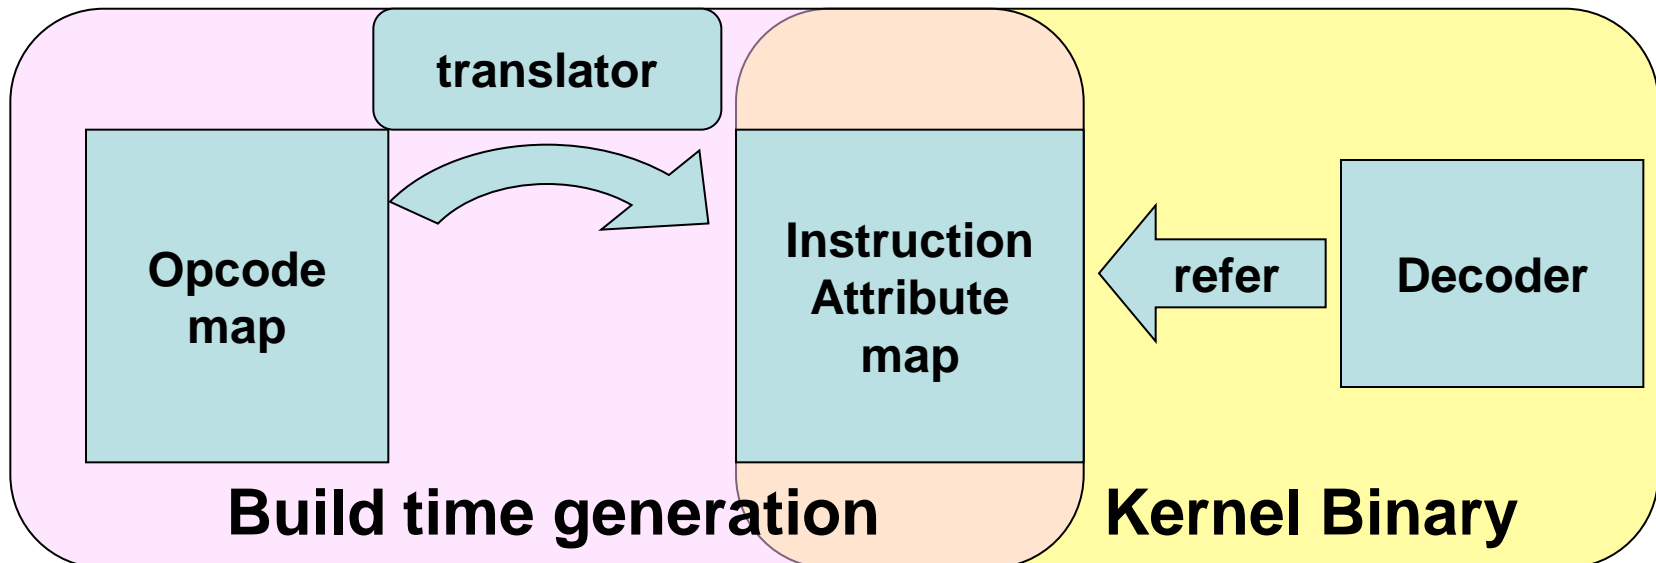 translator
Opcode
map
Instruction
Attribute
map
refer
Decoder
Build time generation
Kernel Binary